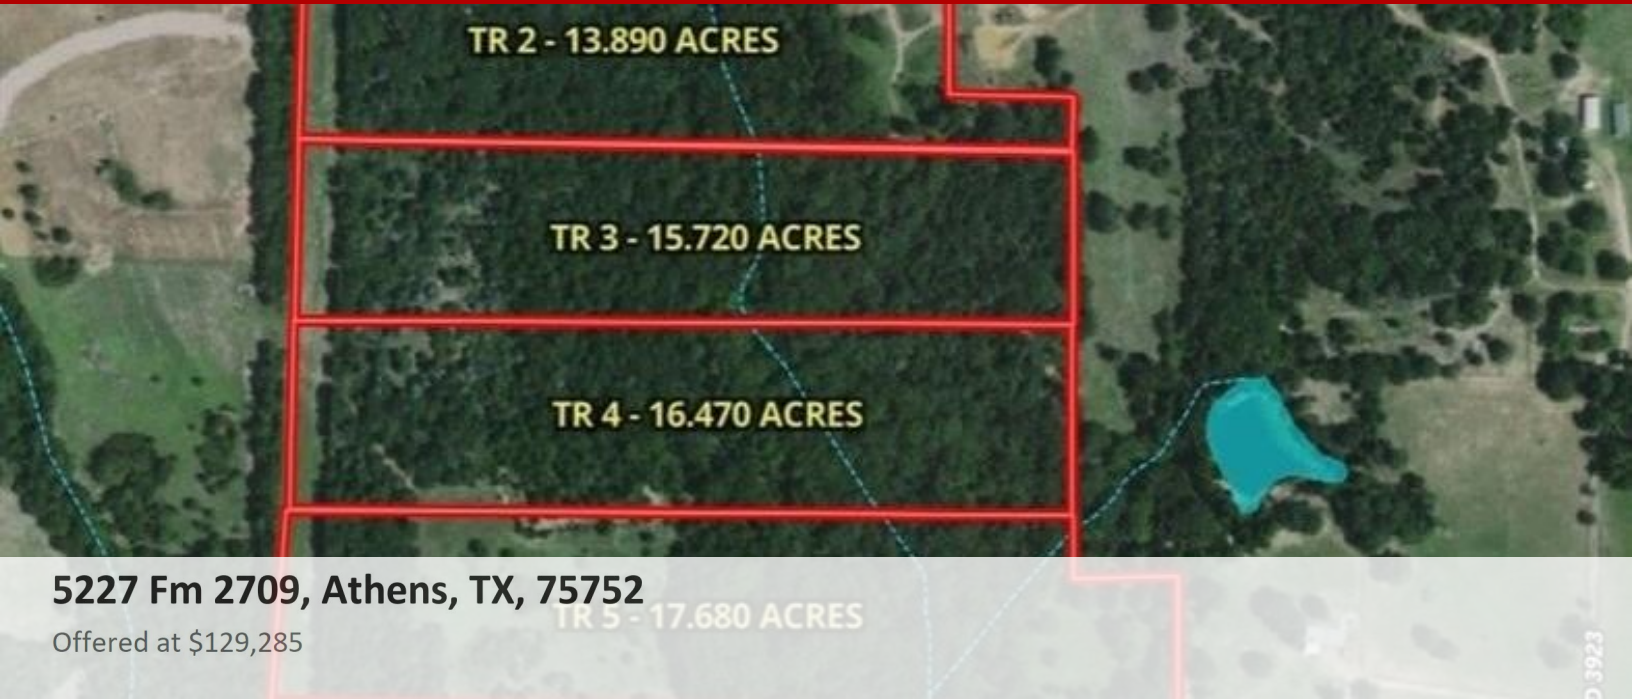 TR 2 - 13.890 ACRES
TR 3 - 15.720 ACRES
TR 4 - 16.470 ACRES
5227 Fm 2709, Athens, TX, 75752
TR 5 - 17.680 ACRES
Offered at $129,285
3923